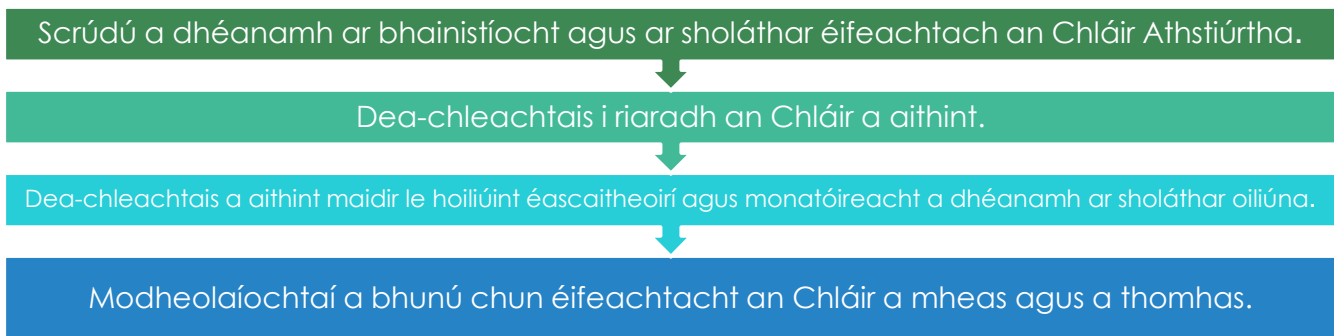 Scrúdú a dhéanamh ar bhainistíocht agus ar sholáthar éifeachtach an Chláir Athstiúrtha.
Dea-chleachtais i riaradh an Chláir a aithint.
Dea-chleachtais a aithint maidir le hoiliúint éascaitheoirí agus monatóireacht a dhéanamh ar sholáthar oiliúna.
Modheolaíochtaí a bhunú chun éifeachtacht an Chláir a mheas agus a thomhas.